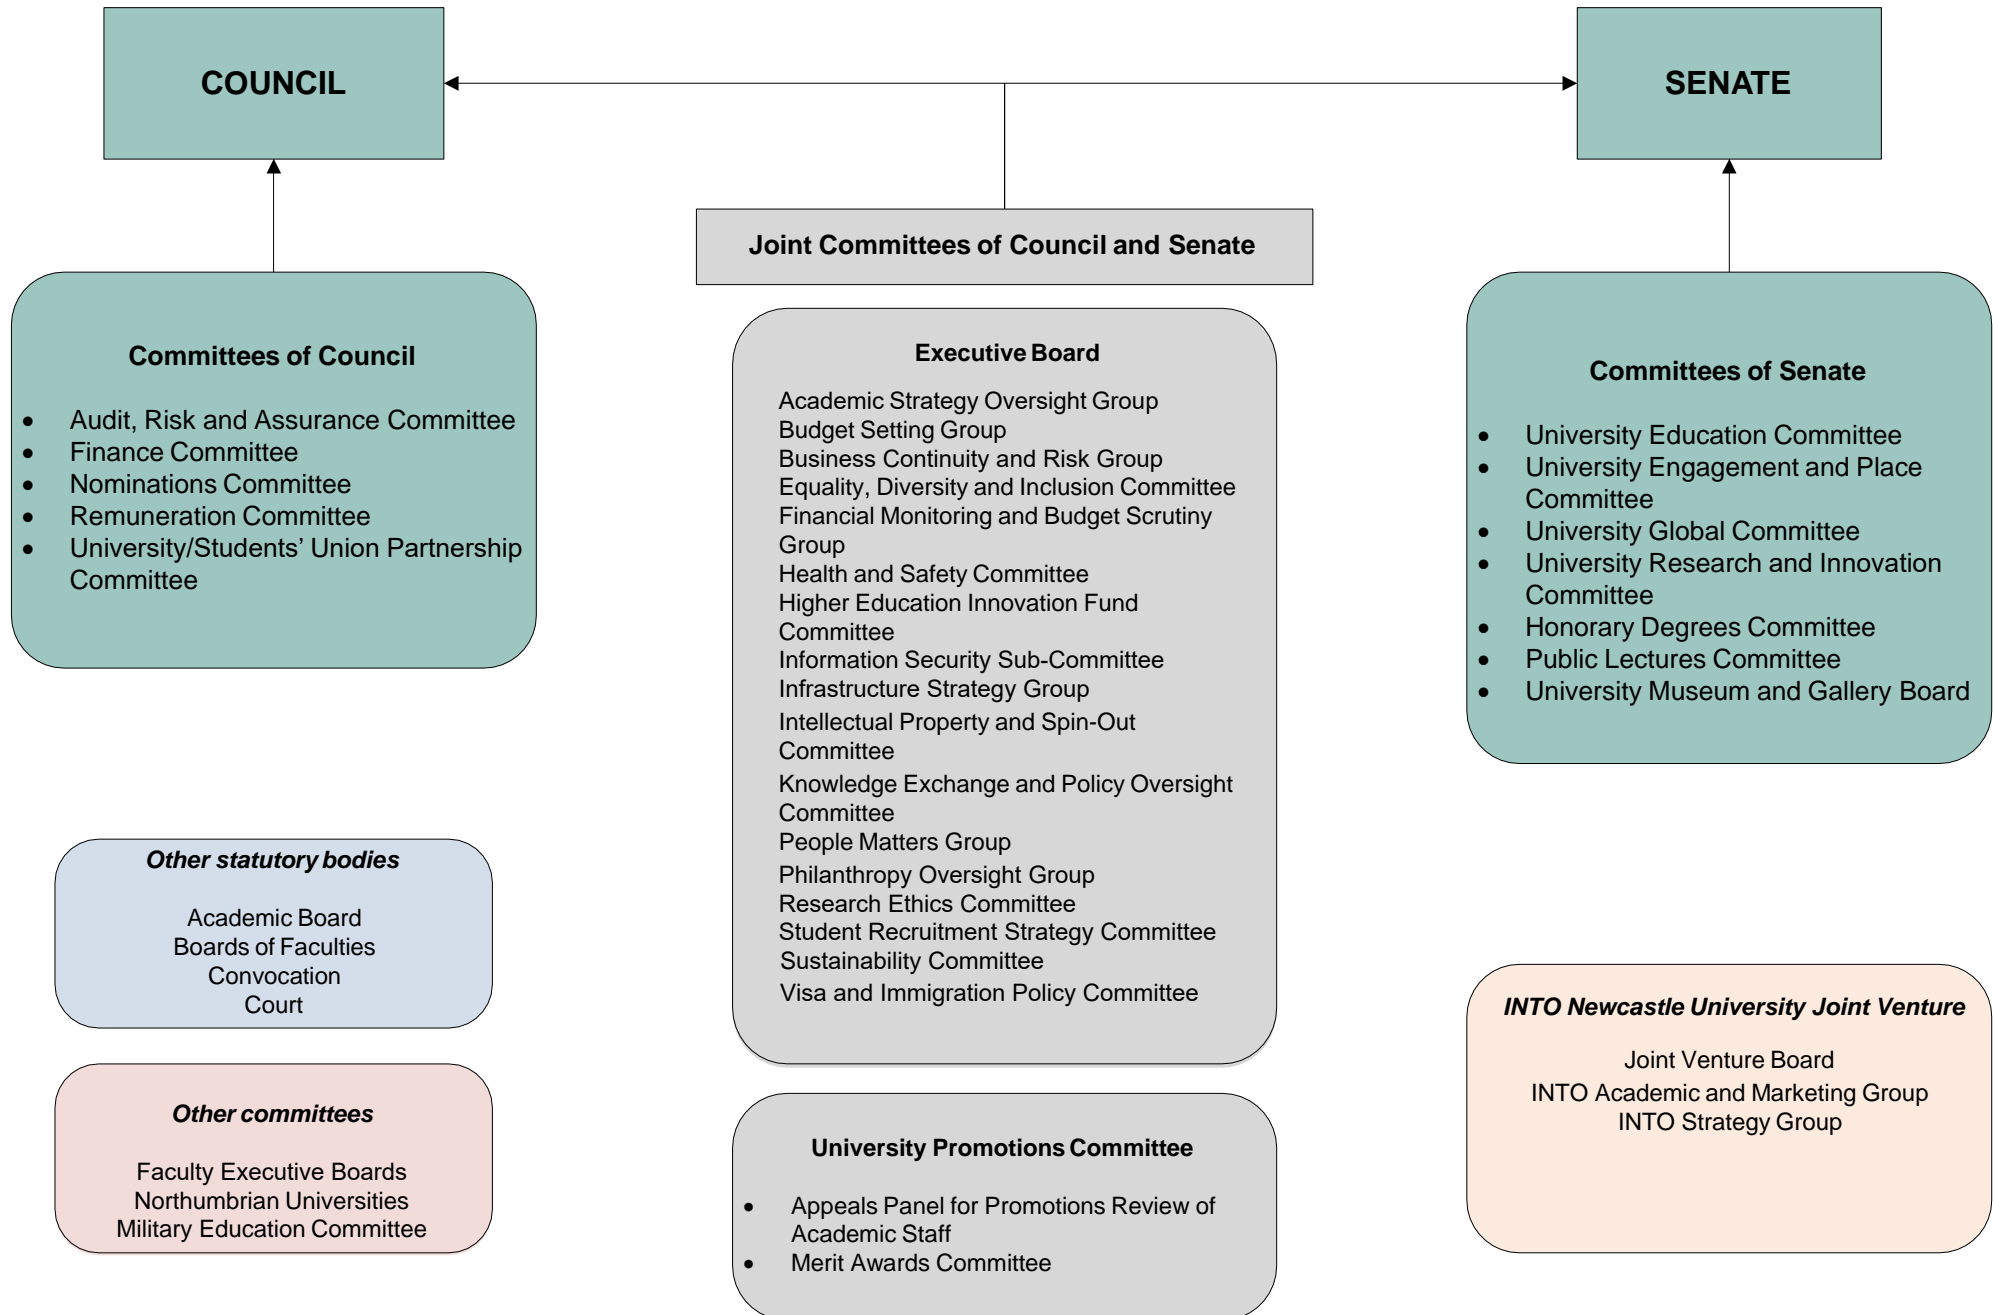 COUNCIL
SENATE
Joint Committees of Council and Senate
Committees of Council
• Audit, Risk and Assurance Committee
• Finance Committee
• Nominations Committee
• Remuneration Committee
• University/Students’ Union Partnership
Committee
Executive Board
Academic Strategy Oversight Group
Budget Setting Group
Business Continuity and Risk Group
Equality, Diversity and Inclusion Committee
Financial Monitoring and Budget Scrutiny
Group
Health and Safety Committee
Higher Education Innovation Fund
Committee
Information Security Sub-Committee
Infrastructure Strategy Group
Intellectual Property and Spin-Out
Committee
Knowledge Exchange and Policy Oversight
Committee
People Matters Group
Philanthropy Oversight Group
Research Ethics Committee
Student Recruitment Strategy Committee
Sustainability Committee
Visa and Immigration Policy Committee
Committees of Senate
• University Education Committee
• University Engagement and Place
Committee
• University Global Committee
• University Research and Innovation
Committee
• Honorary Degrees Committee
• Public Lectures Committee
• University Museum and Gallery Board
Other statutory bodies
Academic Board
Boards of Faculties
Convocation
Court
Other committees
Faculty Executive Boards
Northumbrian Universities
Military Education Committee
University Promotions Committee
• Appeals Panel for Promotions Review of
Academic Staff
• Merit Awards Committee
INTO Newcastle University Joint Venture
Joint Venture Board
INTO Academic and Marketing Group
INTO Strategy Group